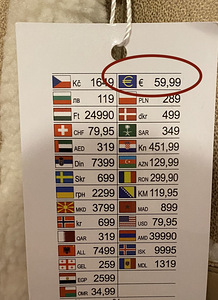 Kč 1649 € 59,99
лв 119 PLN 289
Ft 24990 dkr 499
CHF 79,95 SAR 349
AED 319 Kn 451,99
Din 7399 AZN 129,99
Skr 699 RON 299,90
грн 2299 KM 119,95
MKD 3799 MAD 899
kr 699 USD 79,95
QAR 319 AMD 39990
ALL 7499 ISK 9995
GEL 259 MDL 1319
EGP 2599
OMR 34,99